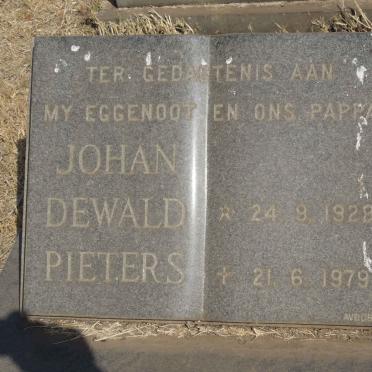 TER GEDAGTENIS AAN
MY EGGENOOT EN ONS PAPPA
JOHAN
DEWALD
PIETERS
☆ 24. 9. 1928
✝ 21. 6. 1979